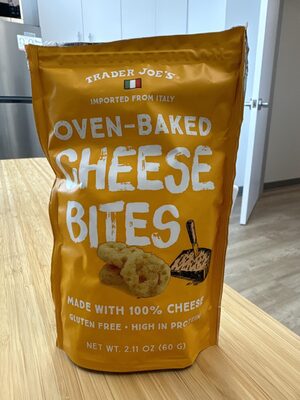 TRADER JOE'S
IMPORTED FROM ITALY
OVEN-BAKED
CHEESE
BITES
MADE WITH 100% CHEESE
GLUTEN FREE • HIGH IN PROTEIN
NET WT. 2.11 OZ (60 G)